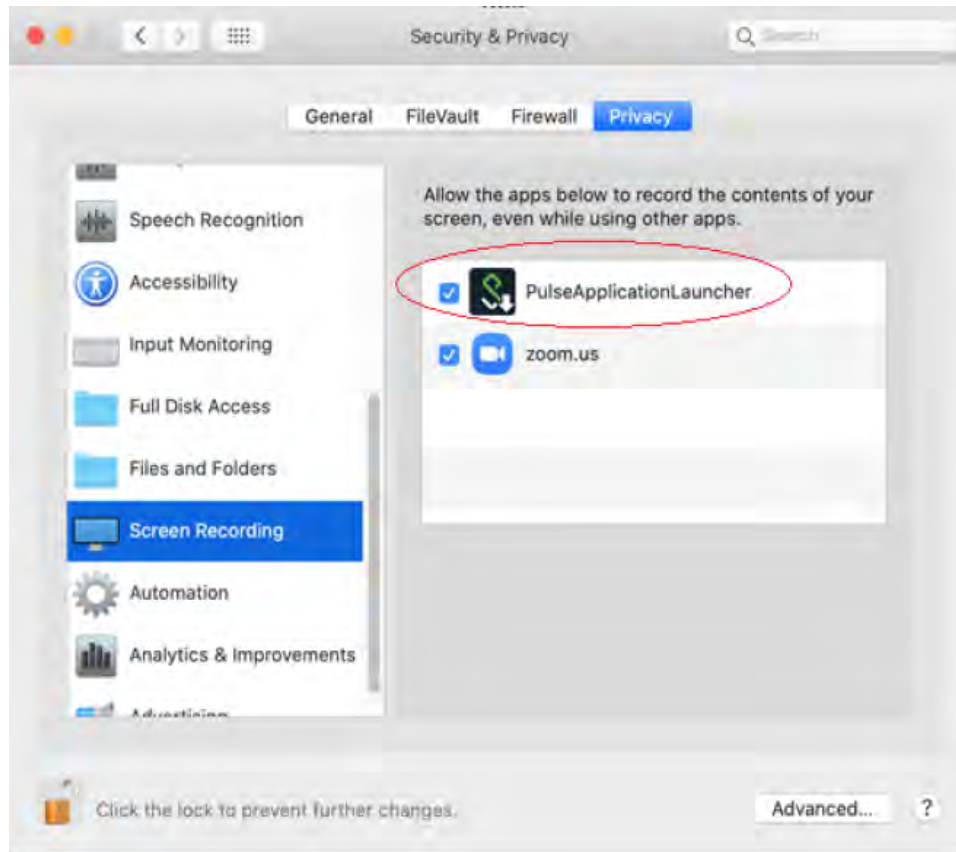 Security & Privacy
Search
General FileVault Firewall Privacy
Allow the apps below to record the contents of your
screen, even while using other apps.
Speech Recognition
Accessibility
Input Monitoring
Full Disk Access
Files and Folders
Screen Recording
Automation
Analytics & Improvements
Advertising
PulseApplicationLauncher
zoom.us
Click the lock to prevent further changes.
Advanced... ?